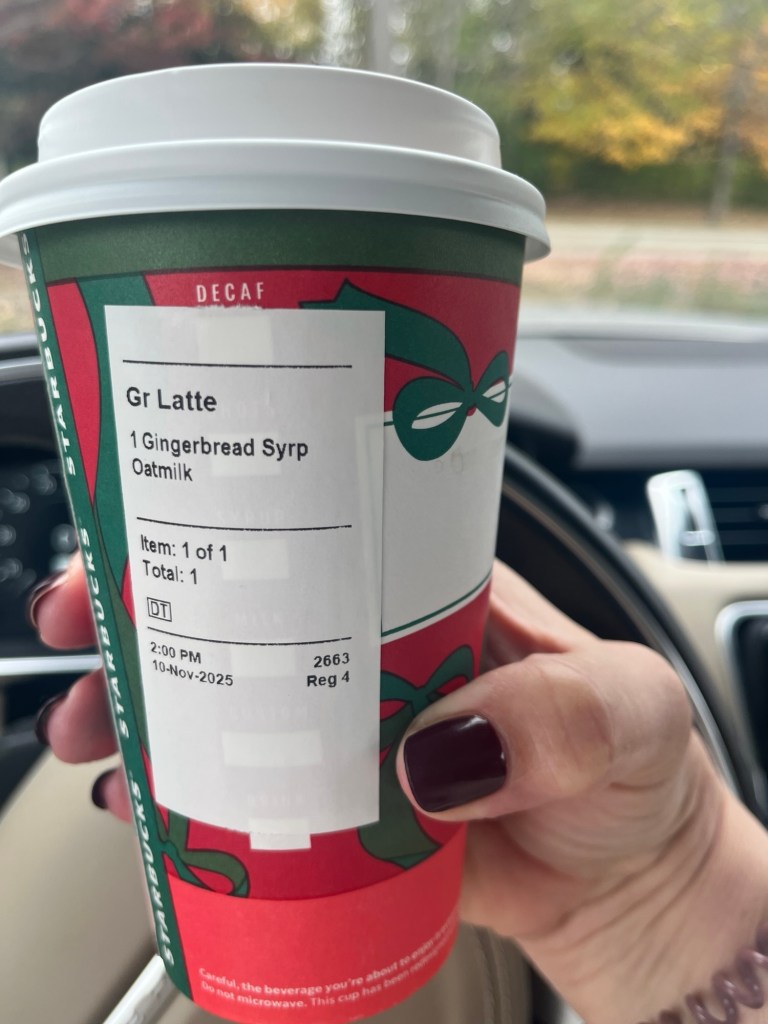 DECAF
Gr Latte
1 Gingerbread Syrp
Oatmilk
Item: 1 of 1
Total: 1
DT
2:00 PM 2663
10-Nov-2025 Reg 4
STARBUCKS
STARBUCKS
STARBUCKS
STARBUCKS
Careful, the beverage you're about to enjoy
Do not microwave. This cup has been